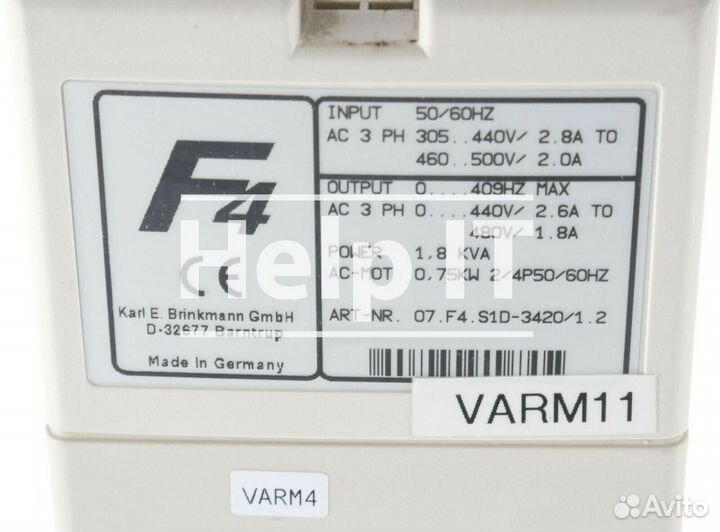 F4
CE
Karl E. Brinkmann GmbH
D-32677 Barntrup
Made in Germany
INPUT 50/60HZ
AC 3 PH 305..440V/ 2.8A TO
460..500V/ 2.0A
OUTPUT 0....409HZ MAX
AC 3 PH 0....440V/ 2.6A TO
480V/ 1.8A
POWER 1,8 KVA
AC-MOT 0,75KW 2/4P50/60HZ
ART-NR. 07.F4.S1D-3420/1.2
Help IT
VARM11
VARM4
Avito